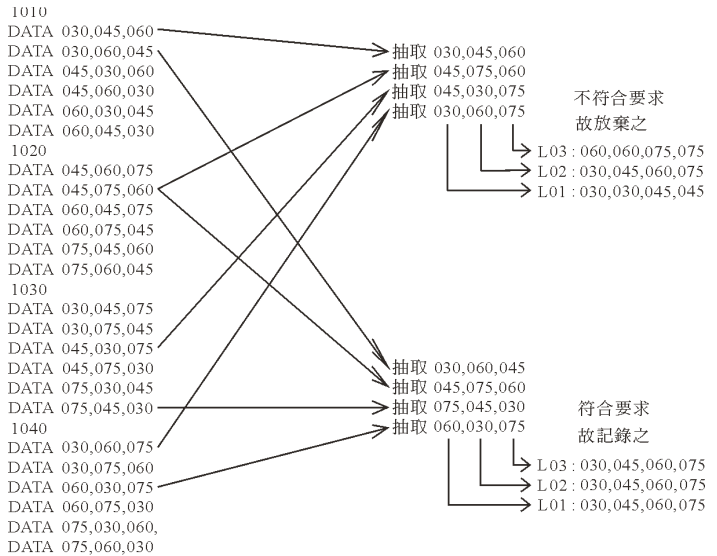 1010
DATA 030,045,060
DATA 030,060,045
DATA 045,030,060
DATA 045,060,030
DATA 060,030,045
DATA 060,045,030
1020
DATA 045,060,075
DATA 045,075,060
DATA 060,045,075
DATA 060,075,045
DATA 075,045,060
DATA 075,060,045
1030
DATA 030,045,075
DATA 030,075,045
DATA 045,030,075
DATA 045,075,030
DATA 075,030,045
DATA 075,045,030
1040
DATA 030,060,075
DATA 030,075,060
DATA 060,030,075
DATA 060,075,030
DATA 075,030,060,
DATA 075,060,030
抽取 030,045,060
抽取 045,075,060
抽取 045,030,075
抽取 030,060,075
不符合要求
故放棄之
L03 : 060,060,075,075
L02 : 030,045,060,075
L01 : 030,030,045,045
抽取 030,060,045
抽取 045,075,060
抽取 075,045,030
抽取 060,030,075
符合要求
故記錄之
L03 : 030,045,060,075
L02 : 030,045,060,075
L01 : 030,045,060,075